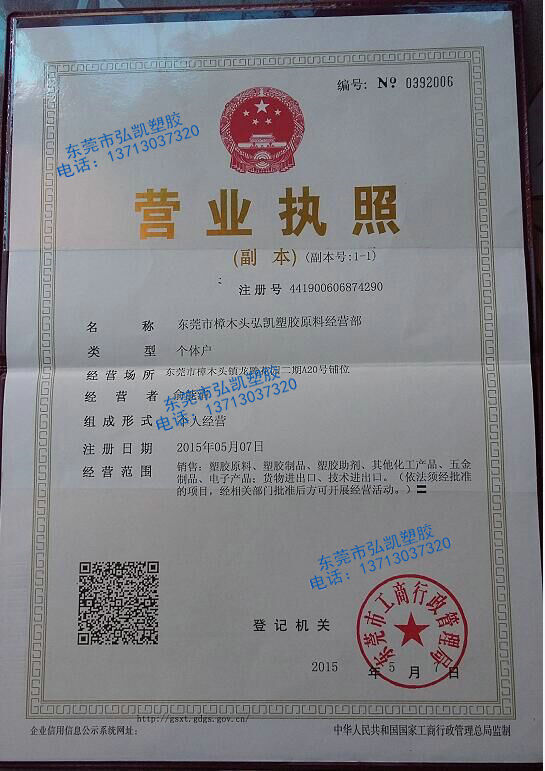 编号: Nº 0392006
东莞市弘凯塑胶
电话: 13713037320
营业执照
(副 本) (副本号:1-1)
注册号 441900606874290
名称 东莞市樟木头弘凯塑胶原料经营部
类型 个体户
经营场所 东莞市樟木头镇龙 二期A20号铺位
经营者
东莞市弘凯塑胶
电话: 13713037320
组成形式 人经营
注册日期 2015年05月07日
经营范围 销售：塑胶原料、塑胶制品、塑胶助剂、其他化工产品、五金
制品、电子产品；货物进出口、技术进出口。（依法须经批准
的项目，经相关部门批准后方可开展经营活动。）〓
东莞市弘凯塑胶
电话: 13713037320
登记机关
东莞市工商行政管理局
2015 年 5 月 7 日
http://gsxt.gdgs.gov.cn/
企业信用信息公示系统网址:
中华人民共和国国家工商行政管理总局监制